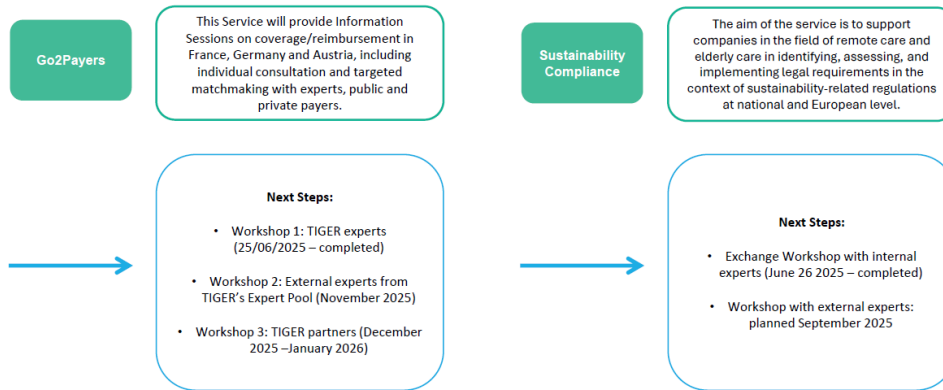 Go2Payers
This Service will provide Information
Sessions on coverage/reimbursement in
France, Germany and Austria, including
individual consultation and targeted
matchmaking with experts, public and
private payers.
Sustainability
Compliance
The aim of the service is to support
companies in the field of remote care and
elderly care in identifying, assessing, and
implementing legal requirements in the
context of sustainability-related regulations
at national and European level.
Next Steps:
• Workshop 1: TIGER experts
(25/06/2025 – completed)
• Workshop 2: External experts from
TIGER's Expert Pool (November 2025)
• Workshop 3: TIGER partners (December
2025 –January 2026)
Next Steps:
• Exchange Workshop with internal
experts (June 26 2025 – completed)
• Workshop with external experts:
planned September 2025